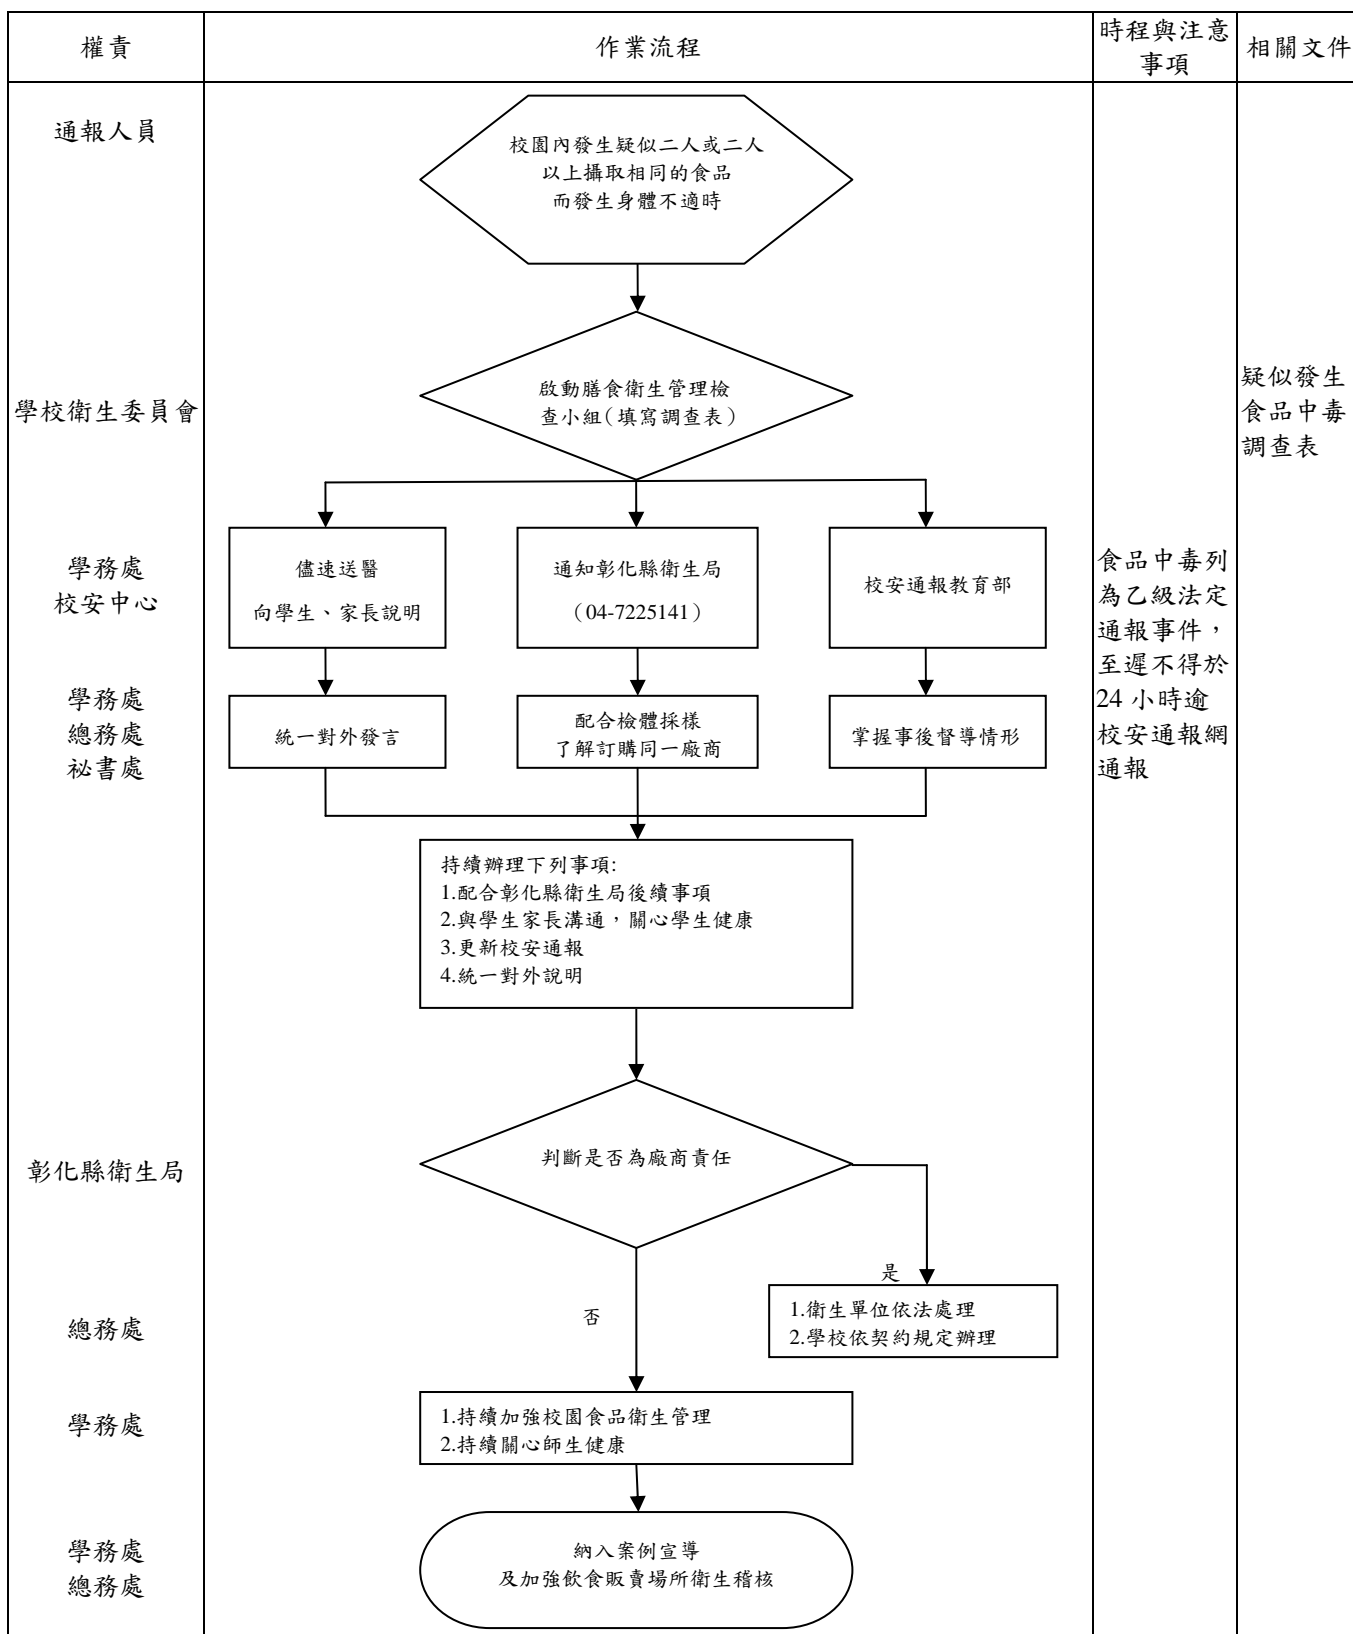 權責
作業流程
時程與注意
事項
相關文件
通報人員
校園內發生疑似二人或二人
以上攝取相同的食品
而發生身體不適時
學校衛生委員會
啟動膳食衛生管理檢
查小組(填寫調查表)
疑似發生
食品中毒
調查表
學務處
校安中心
儘速送醫
向學生、家長說明
通知彰化縣衛生局
（04-7225141）
校安通報教育部
食品中毒列
為乙級法定
通報事件，
至遲不得於
24 小時逾
校安通報網
通報
學務處
總務處
祕書處
統一對外發言
配合檢體採樣
了解訂購同一廠商
掌握事後督導情形
持續辦理下列事項:
1.配合彰化縣衛生局後續事項
2.與學生家長溝通，關心學生健康
3.更新校安通報
4.統一對外說明
彰化縣衛生局
判斷是否為廠商責任
是
否
總務處
1.衛生單位依法處理
2.學校依契約規定辦理
學務處
1.持續加強校園食品衛生管理
2.持續關心師生健康
學務處
總務處
納入案例宣導
及加強飲食販賣場所衛生稽核